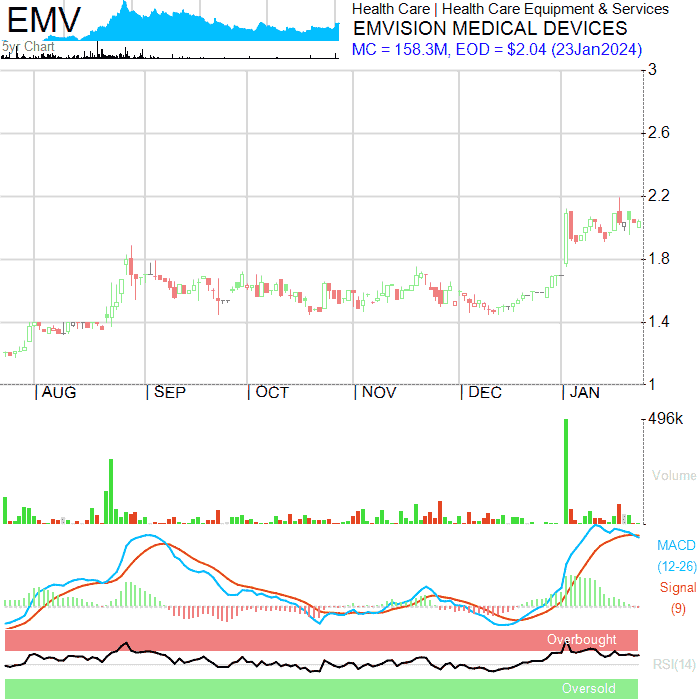 EMV
5yr Chart
Health Care | Health Care Equipment & Services
EMVISION MEDICAL DEVICES
MC = 158.3M, EOD = $2.04 (23Jan2024)
3
2.6
2.2
1.8
1.4
1
|AUG |SEP |OCT |NOV |DEC |JAN
496k
Volume
MACD
(12-26)
Signal
(9)
Overbought
RSI(14)
Oversold